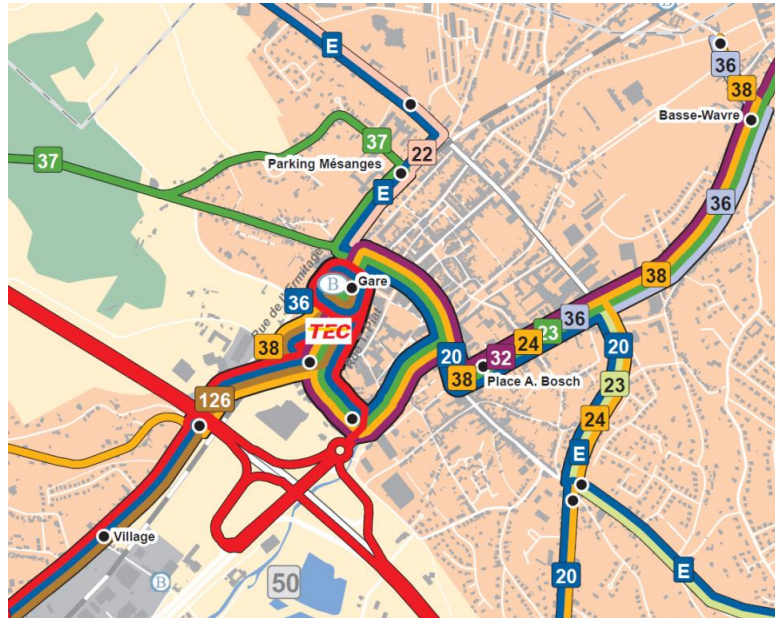 E
36
38
Basse-Wavre
37
37
22
Parking Mésanges
E
36
B
Gare
36
38
TEC
38
36
23
24
32
20
38
Place A. Bosch
20
23
24
E
126
Village
B
50
20
E